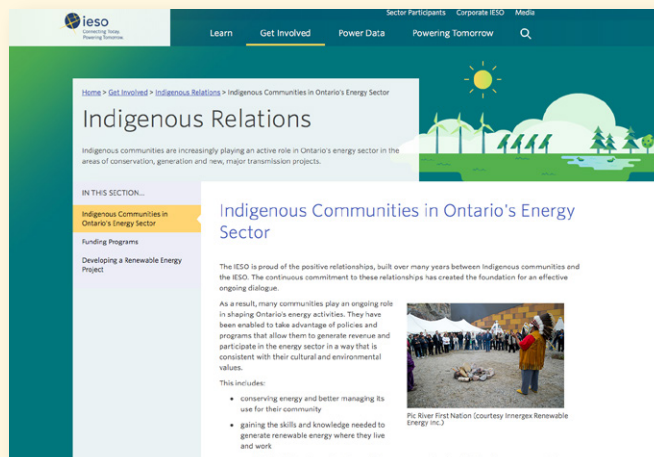 Sector Participants Corporate IESO Media
ieso
Connecting Today.
Powering Tomorrow.
Learn Get Involved Power Data Powering Tomorrow
Home > Get Involved > Indigenous Relations > Indigenous Communities in Ontario's Energy Sector
Indigenous Relations
Indigenous communities are increasingly playing an active role in Ontario's energy sector in the
areas of conservation, generation and new, major transmission projects.
IN THIS SECTION...
Indigenous Communities in
Ontario's Energy Sector
Funding Programs
Developing a Renewable Energy
Project
Indigenous Communities in Ontario's Energy
Sector
The IESO is proud of the positive relationships, built over many years between Indigenous communities and
the IESO. The continuous commitment to these relationships has created the foundation for an effective
ongoing dialogue.
As a result, many communities play an ongoing role
in shaping Ontario's energy activities. They have
been enabled to take advantage of policies and
programs that allow them to generate revenue and
participate in the energy sector in a way that is
consistent with their cultural and environmental
values.
This includes:
• conserving energy and better managing its
use for their community
• gaining the skills and knowledge needed to
generate renewable energy where they live
and work
Pic River First Nation (courtesy Innergex Renewable
Energy Inc.)